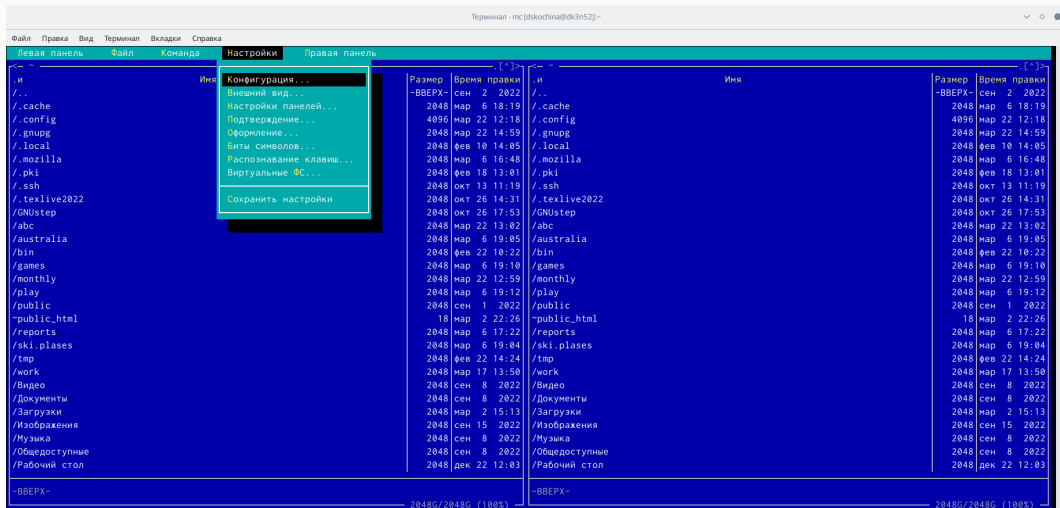 Терминал - mc [dskochina@dk3n52]:~
Файл Правка Вид Терминал Вкладки Справка
Левая панель Файл Команда Настройки Правая панель
<- ~ .[^]> <- ~ .[^]>
.и Имя Конфигурация... Размер Время правки .и Имя Размер Время правки
/.. Внешний вид... -ВВЕРХ- сен 2 2022 /.. -ВВЕРХ- сен 2 2022
/.cache Настройки панелей... 2048 мар 6 18:19 /.cache 2048 мар 6 18:19
/.config Подтверждение... 4096 мар 22 12:18 /.config 4096 мар 22 12:18
/.gnupg Оформление... 2048 мар 22 14:59 /.gnupg 2048 мар 22 14:59
/.local Биты символов... 2048 фев 10 14:05 /.local 2048 фев 10 14:05
/.mozilla Распознавание клавиш... 2048 мар 6 16:48 /.mozilla 2048 мар 6 16:48
/.pki Виртуальные ФС... 2048 фев 18 13:01 /.pki 2048 фев 18 13:01
/.ssh 2048 окт 13 11:19 /.ssh 2048 окт 13 11:19
/.texlive2022 Сохранить настройки 2048 окт 26 14:31 /.texlive2022 2048 окт 26 14:31
/GNUstep 2048 окт 26 17:53 /GNUstep 2048 окт 26 17:53
/abc 2048 мар 22 13:02 /abc 2048 мар 22 13:02
/australia 2048 мар 6 19:05 /australia 2048 мар 6 19:05
/bin 2048 фев 22 10:22 /bin 2048 фев 22 10:22
/games 2048 мар 6 19:10 /games 2048 мар 6 19:10
/monthly 2048 мар 22 12:59 /monthly 2048 мар 22 12:59
/play 2048 мар 6 19:12 /play 2048 мар 6 19:12
/public 2048 сен 1 2022 /public 2048 сен 1 2022
~public_html 18 мар 2 22:26 ~public_html 18 мар 2 22:26
/reports 2048 мар 6 17:22 /reports 2048 мар 6 17:22
/ski.plases 2048 мар 6 19:04 /ski.plases 2048 мар 6 19:04
/tmp 2048 фев 22 14:24 /tmp 2048 фев 22 14:24
/work 2048 мар 17 13:50 /work 2048 мар 17 13:50
/Видео 2048 сен 8 2022 /Видео 2048 сен 8 2022
/Документы 2048 сен 8 2022 /Документы 2048 сен 8 2022
/Загрузки 2048 мар 2 15:13 /Загрузки 2048 мар 2 15:13
/Изображения 2048 сен 15 2022 /Изображения 2048 сен 15 2022
/Музыка 2048 сен 8 2022 /Музыка 2048 сен 8 2022
/Общедоступные 2048 сен 8 2022 /Общедоступные 2048 сен 8 2022
/Рабочий стол 2048 дек 22 12:03 /Рабочий стол 2048 дек 22 12:03
-ВВЕРХ- -ВВЕРХ-
2048G/2048G (100%) 2048G/2048G (100%)